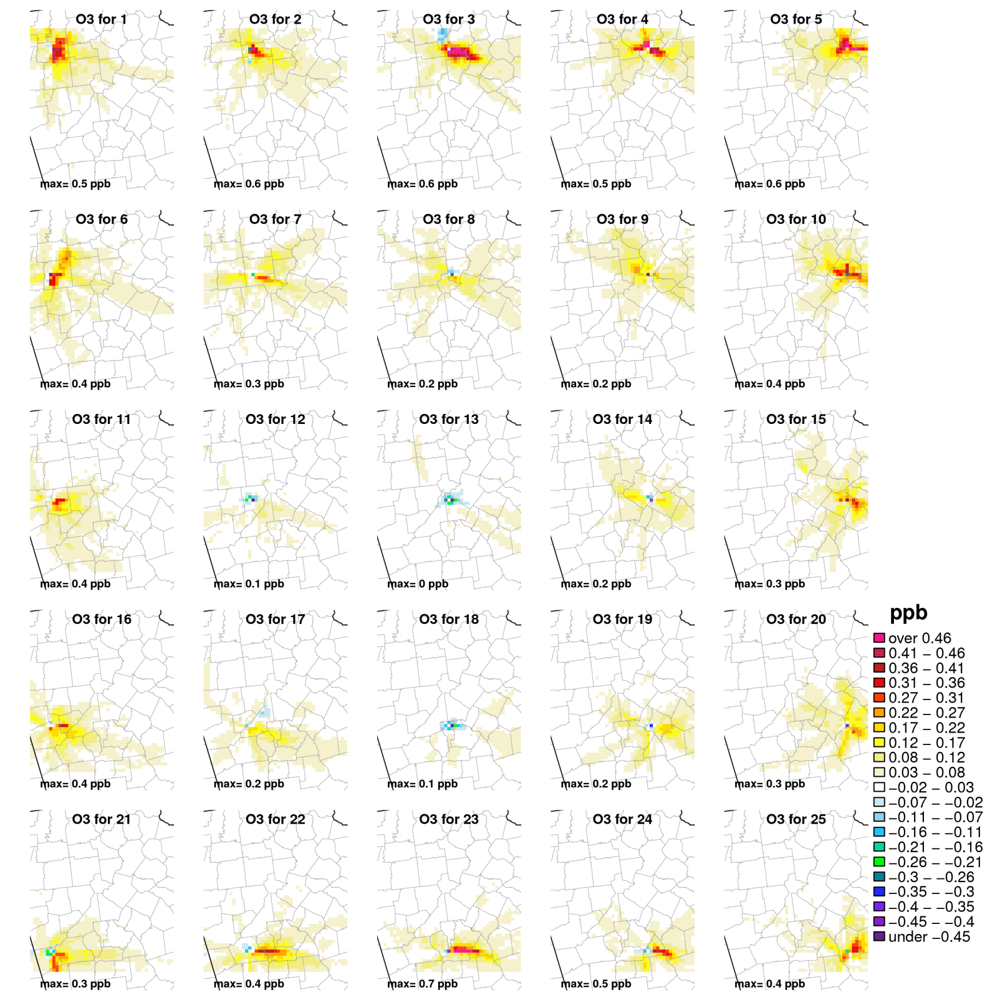 O3 for 1
O3 for 2
O3 for 3
O3 for 4
O3 for 5
max= 0.5 ppb
max= 0.6 ppb
max= 0.6 ppb
max= 0.5 ppb
max= 0.6 ppb
O3 for 6
O3 for 7
O3 for 8
O3 for 9
O3 for 10
max= 0.4 ppb
max= 0.3 ppb
max= 0.2 ppb
max= 0.2 ppb
max= 0.4 ppb
O3 for 11
O3 for 12
O3 for 13
O3 for 14
O3 for 15
max= 0.4 ppb
max= 0.1 ppb
max= 0 ppb
max= 0.2 ppb
max= 0.3 ppb
O3 for 16
O3 for 17
O3 for 18
O3 for 19
O3 for 20
max= 0.4 ppb
max= 0.2 ppb
max= 0.1 ppb
max= 0.2 ppb
max= 0.3 ppb
O3 for 21
O3 for 22
O3 for 23
O3 for 24
O3 for 25
max= 0.3 ppb
max= 0.4 ppb
max= 0.7 ppb
max= 0.5 ppb
max= 0.4 ppb
ppb
over 0.46
0.41 − 0.46
0.36 − 0.41
0.31 − 0.36
0.27 − 0.31
0.22 − 0.27
0.17 − 0.22
0.12 − 0.17
0.08 − 0.12
0.03 − 0.08
−0.02 − 0.03
−0.07 − −0.02
−0.11 − −0.07
−0.16 − −0.11
−0.21 − −0.16
−0.26 − −0.21
−0.3 − −0.26
−0.35 − −0.3
−0.4 − −0.35
−0.45 − −0.4
under −0.45